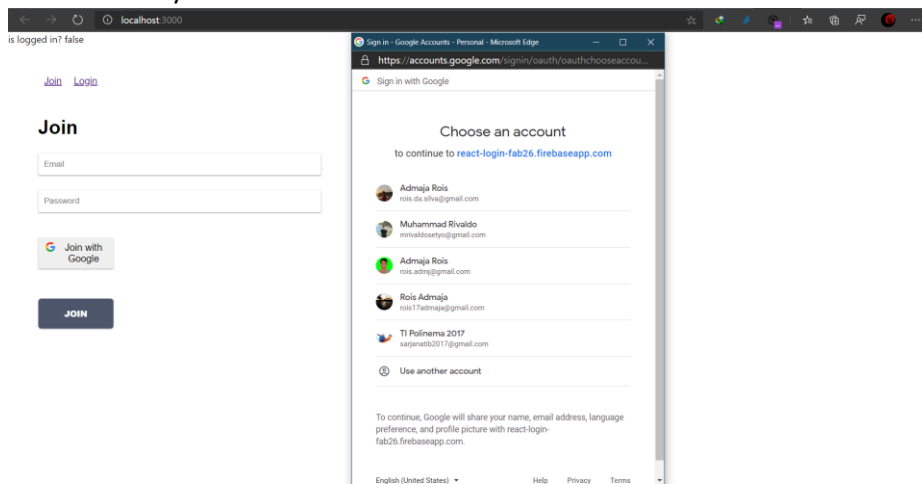 localhost:3000
is logged in? false
Join Login
Join
Email
Password
Join with
Google
JOIN
Sign in - Google Accounts - Personal - Microsoft Edge
https://accounts.google.com/signin/oauth/oauthchooseaccou...
Sign in with Google
Choose an account
to continue to react-login-fab26.firebaseapp.com
Admaja Rois
rois.da.silva@gmail.com
Muhammad Rivaldo
mrivaldosetyo@gmail.com
Admaja Rois
rois.admj@gmail.com
Rois Admaja
rois17admaja@gmail.com
TI Polinema 2017
sarjanatib2017@gmail.com
Use another account
To continue, Google will share your name, email address, language
preference, and profile picture with react-login-
fab26.firebaseapp.com.
English (United States) Help Privacy Terms